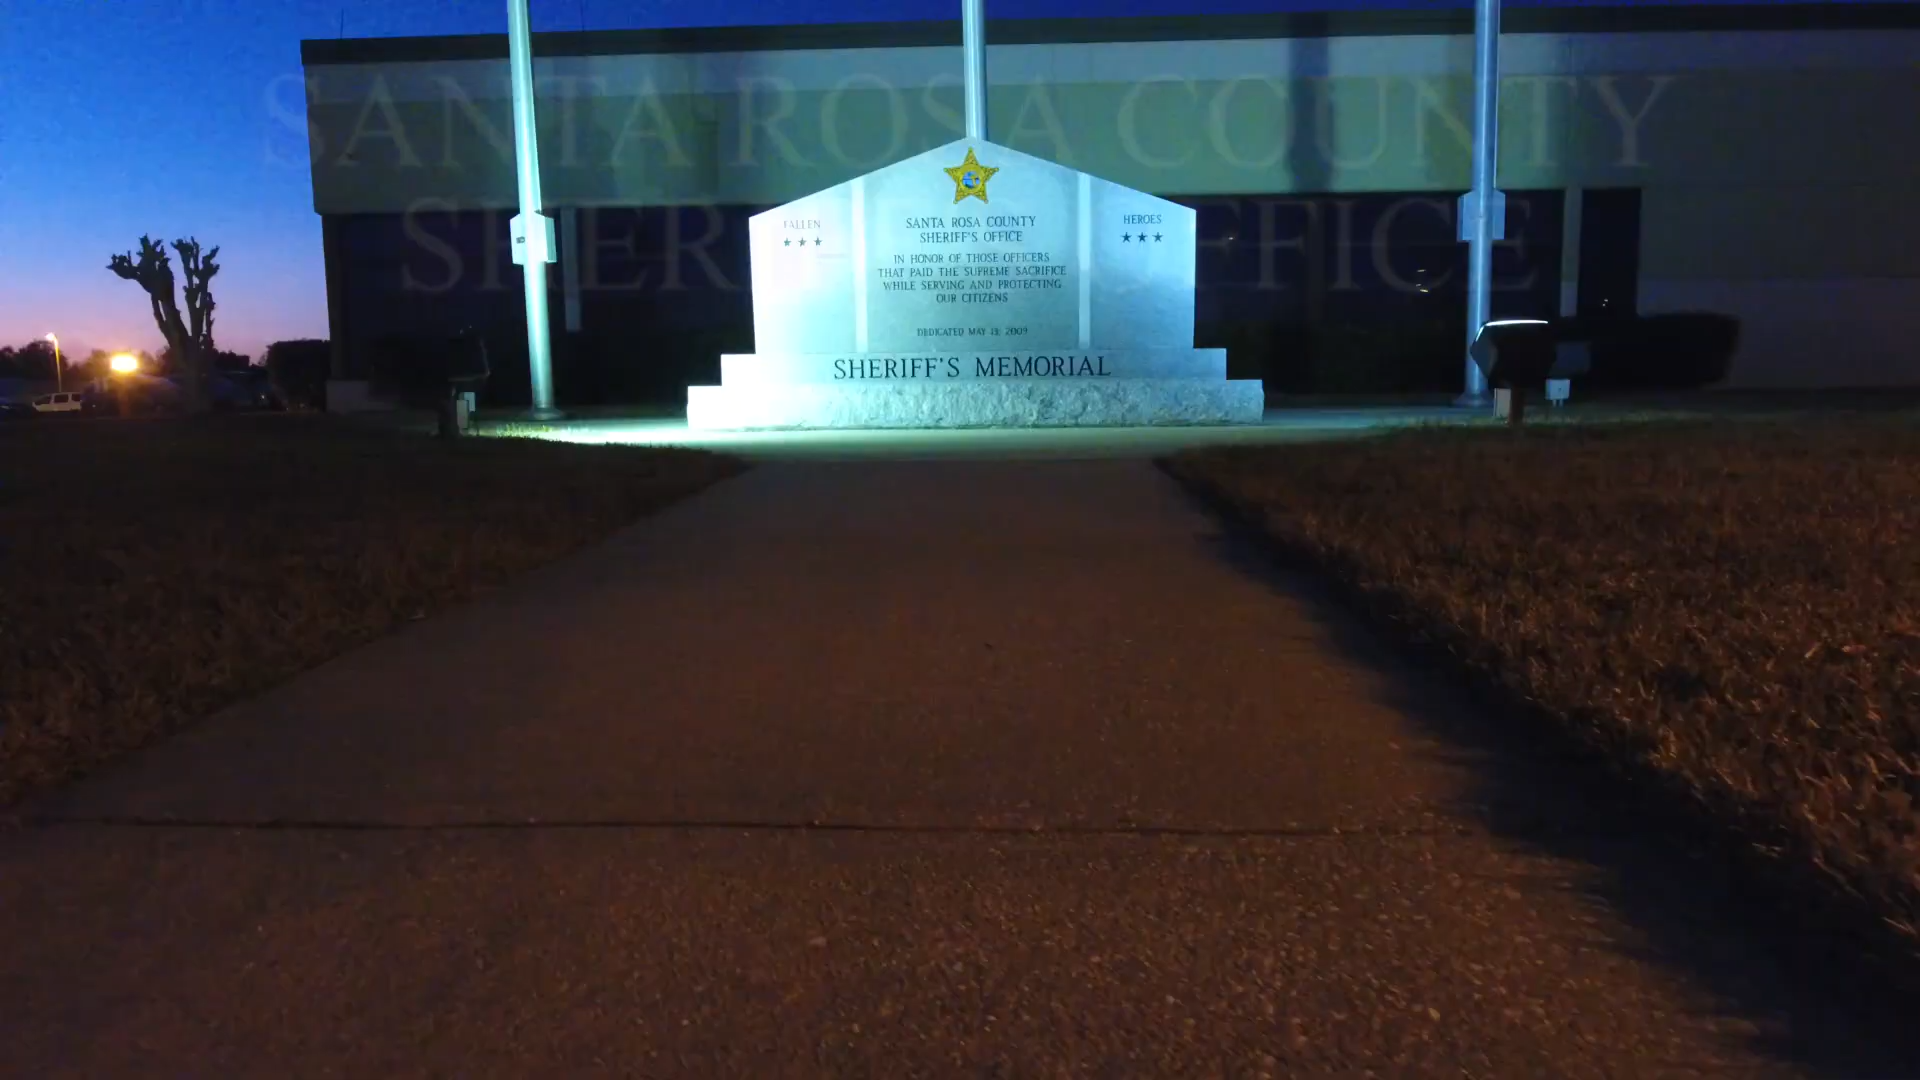 SANTA ROSA COUNTY
SHERIFF'S OFFICE
FALLEN
★ ★ ★
SANTA ROSA COUNTY
SHERIFF'S OFFICE
IN HONOR OF THOSE OFFICERS
THAT PAID THE SUPREME SACRIFICE
WHILE SERVING AND PROTECTING
OUR CITIZENS
DEDICATED MAY 13, 2009
HEROES
★ ★ ★
SHERIFF'S MEMORIAL